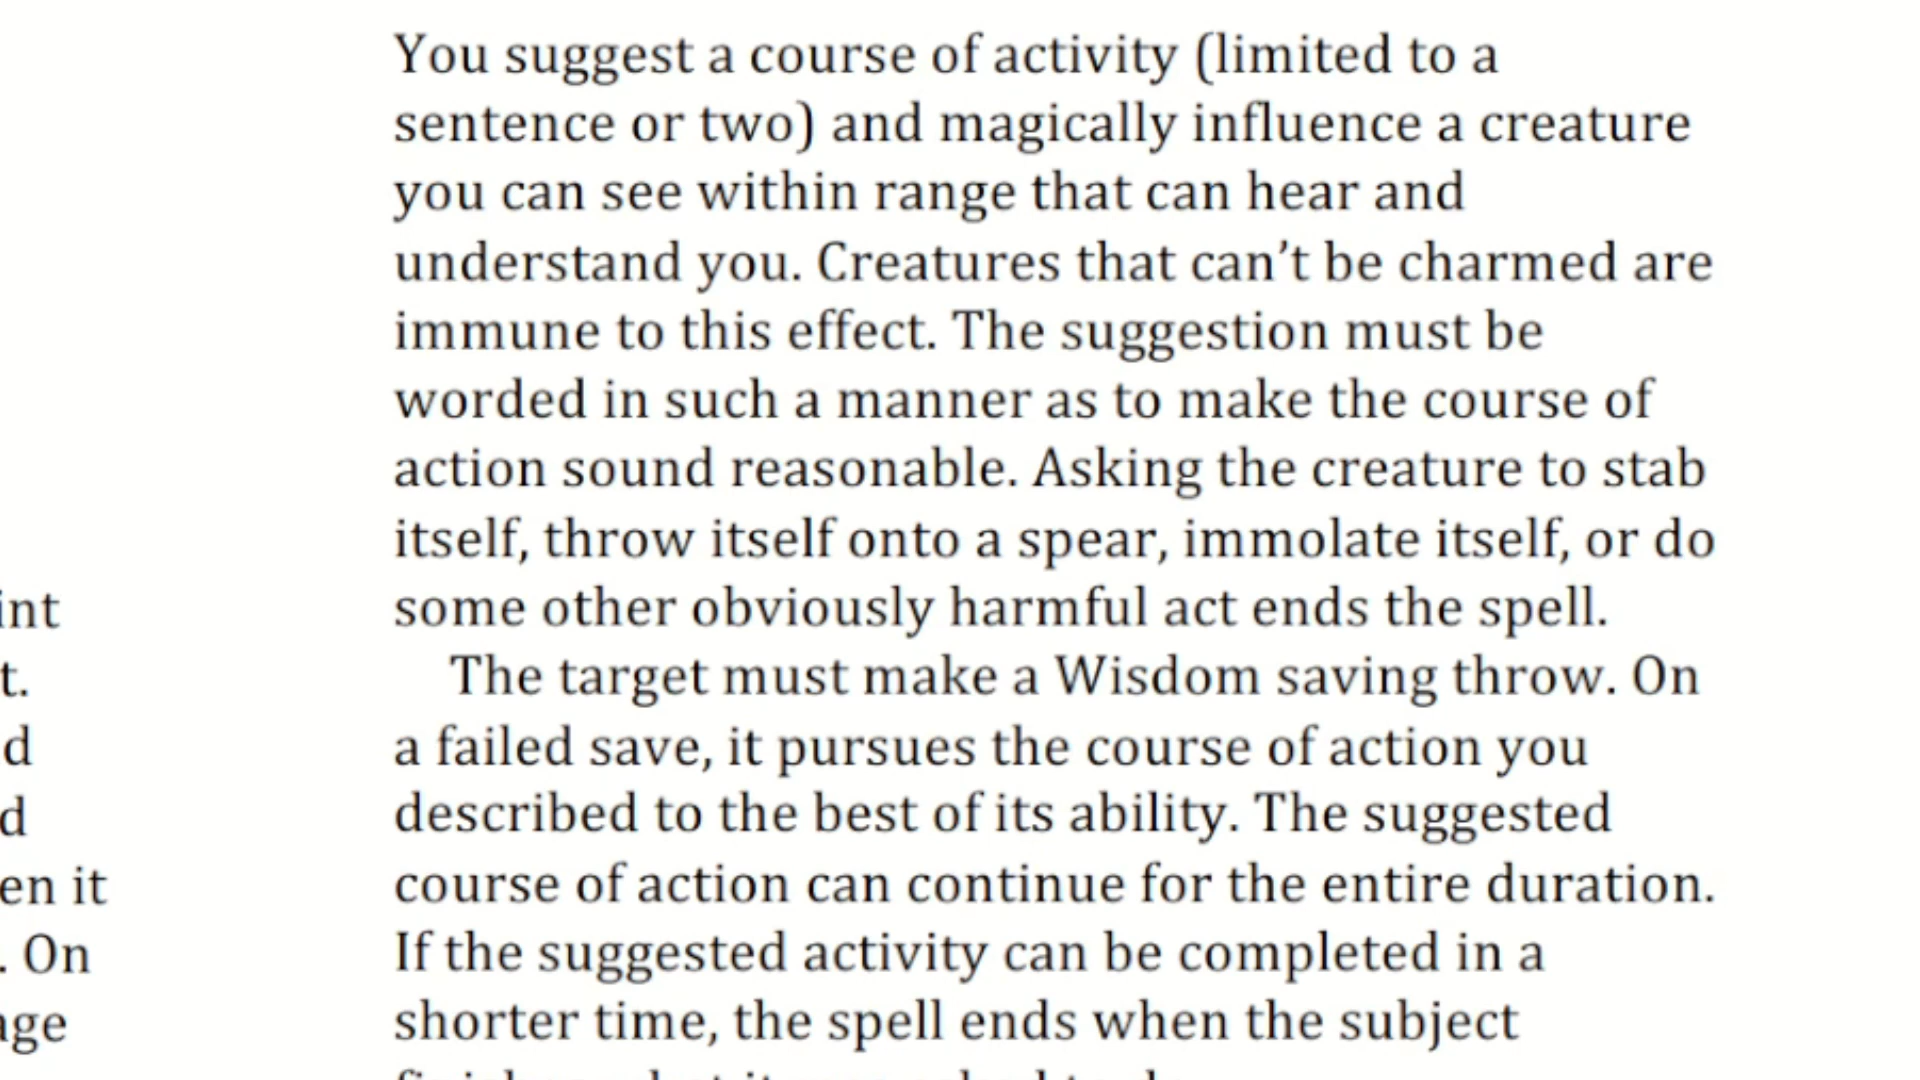 You suggest a course of activity (limited to a
sentence or two) and magically influence a creature
you can see within range that can hear and
understand you. Creatures that can’t be charmed are
immune to this effect. The suggestion must be
worded in such a manner as to make the course of
action sound reasonable. Asking the creature to stab
itself, throw itself onto a spear, immolate itself, or do
some other obviously harmful act ends the spell.
The target must make a Wisdom saving throw. On
a failed save, it pursues the course of action you
described to the best of its ability. The suggested
course of action can continue for the entire duration.
If the suggested activity can be completed in a
shorter time, the spell ends when the subject
int
t.
d
d
en it
. On
age